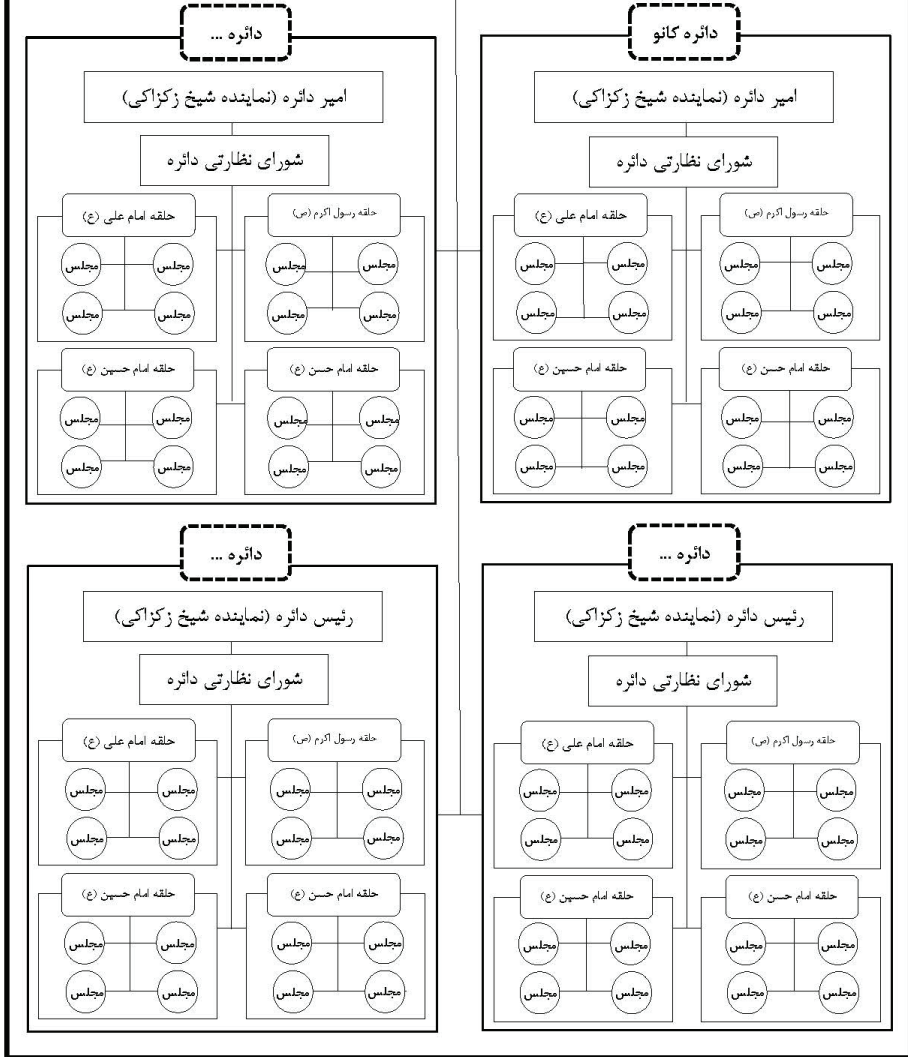 دائره کانو
امیر دائره (نماینده شیخ زکزاکی)
شورای نظارتی دائره
حلقه رسول اکرم (ص)
مجلس
مجلس
مجلس
مجلس
حلقه امام علی (ع)
مجلس
مجلس
مجلس
مجلس
حلقه امام حسن (ع)
مجلس
مجلس
مجلس
مجلس
حلقه امام حسین (ع)
مجلس
مجلس
مجلس
مجلس
دائره ...
امیر دائره (نماینده شیخ زکزاکی)
شورای نظارتی دائره
حلقه رسول اکرم (ص)
مجلس
مجلس
مجلس
مجلس
حلقه امام علی (ع)
مجلس
مجلس
مجلس
مجلس
حلقه امام حسن (ع)
مجلس
مجلس
مجلس
مجلس
حلقه امام حسین (ع)
مجلس
مجلس
مجلس
مجلس
دائره ...
رئیس دائره (نماینده شیخ زکزاکی)
شورای نظارتی دائره
حلقه رسول اکرم (ص)
مجلس
مجلس
مجلس
مجلس
حلقه امام علی (ع)
مجلس
مجلس
مجلس
مجلس
حلقه امام حسن (ع)
مجلس
مجلس
مجلس
مجلس
حلقه امام حسین (ع)
مجلس
مجلس
مجلس
مجلس
دائره ...
رئیس دائره (نماینده شیخ زکزاکی)
شورای نظارتی دائره
حلقه رسول اکرم (ص)
مجلس
مجلس
مجلس
مجلس
حلقه امام علی (ع)
مجلس
مجلس
مجلس
مجلس
حلقه امام حسن (ع)
مجلس
مجلس
مجلس
مجلس
حلقه امام حسین (ع)
مجلس
مجلس
مجلس
مجلس